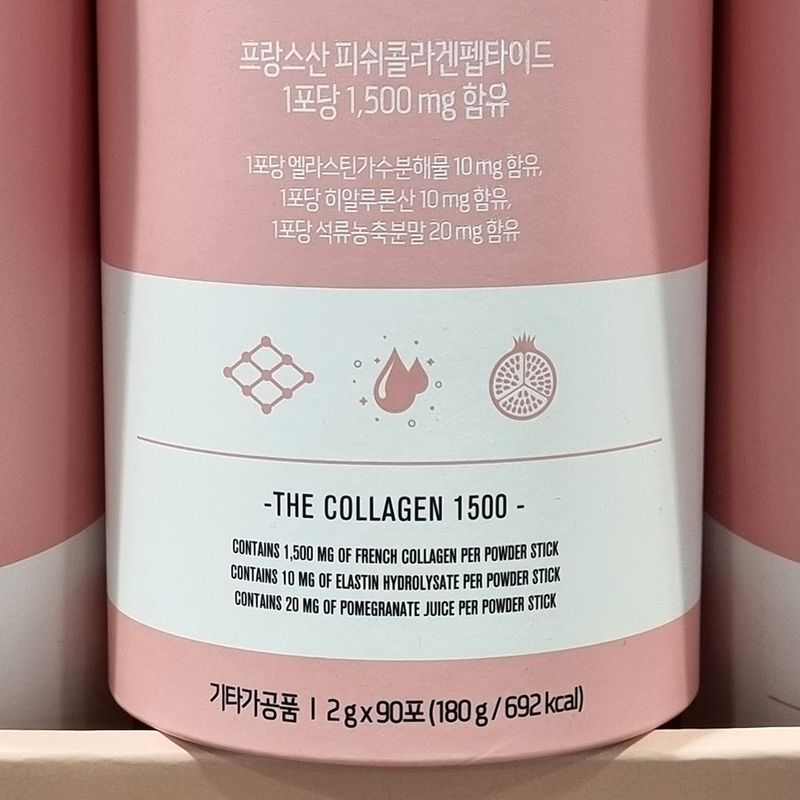 프랑스산 피쉬콜라겐펩타이드
1포당 1,500 mg 함유
1포당 엘라스틴가수분해물 10 mg 함유,
1포당 히알루론산 10 mg 함유,
1포당 석류농축분말 20 mg 함유
-THE COLLAGEN 1500 -
CONTAINS 1,500 MG OF FRENCH COLLAGEN PER POWDER STICK
CONTAINS 10 MG OF ELASTIN HYDROLYSATE PER POWDER STICK
CONTAINS 20 MG OF POMEGRANATE JUICE PER POWDER STICK
기타가공품 | 2 g x 90포 (180 g / 692 kcal)